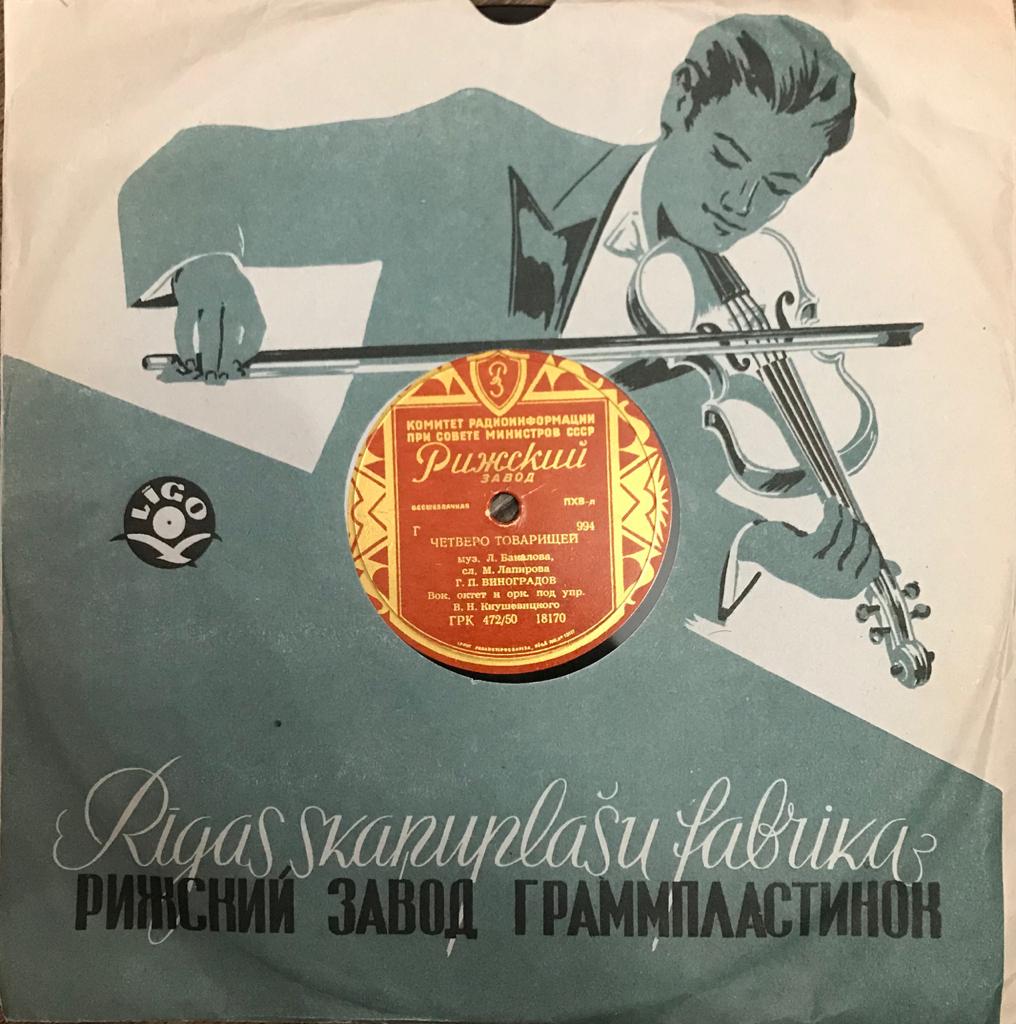 КОМИТЕТ РАДИОИНФОРМАЦИИ
ПРИ СОВЕТЕ МИНИСТРОВ СССР
Рижский
ЗАВОД
ПХВ-л
Г 994
ЧЕТВЕРО ТОВАРИЩЕЙ
муз. Л. Бакалова,
сл. М. Лапирова
Г. П. ВИНОГРАДОВ
Вок. октет и орк. под упр.
В. Н. Кнушевицкого
ГРК 472/50 18170
LĪGO
Rīgas skaņuplašu fabrika
РИЖСКИЙ ЗАВОД ГРАММПЛАСТИНОК